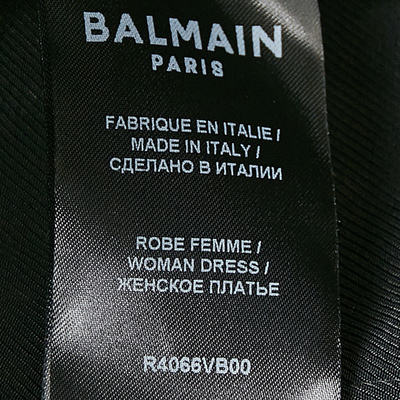 BALMAIN
PARIS
FABRIQUE EN ITALIE /
MADE IN ITALY /
СДЕЛАНО В ИТАЛИИ
ROBE FEMME /
WOMAN DRESS /
ЖЕНСКОЕ ПЛАТЬЕ
R4066VB00